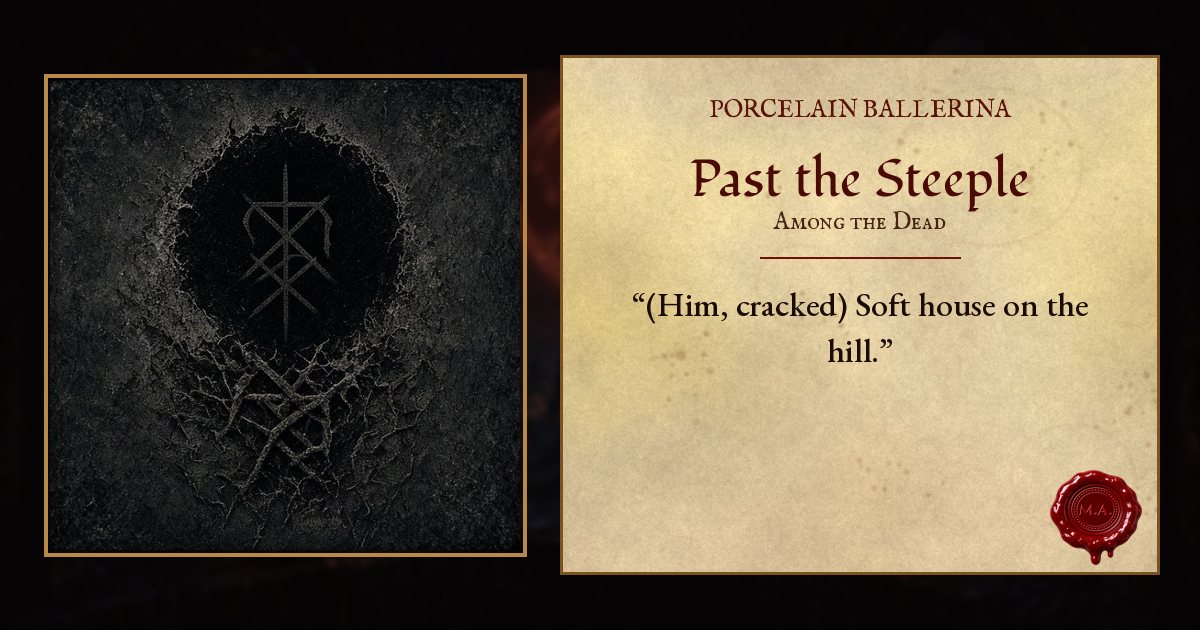 PORCELAIN BALLERINA
Past the Steeple
Among the Dead
“(Him, cracked) Soft house on the
hill.”
M.A.